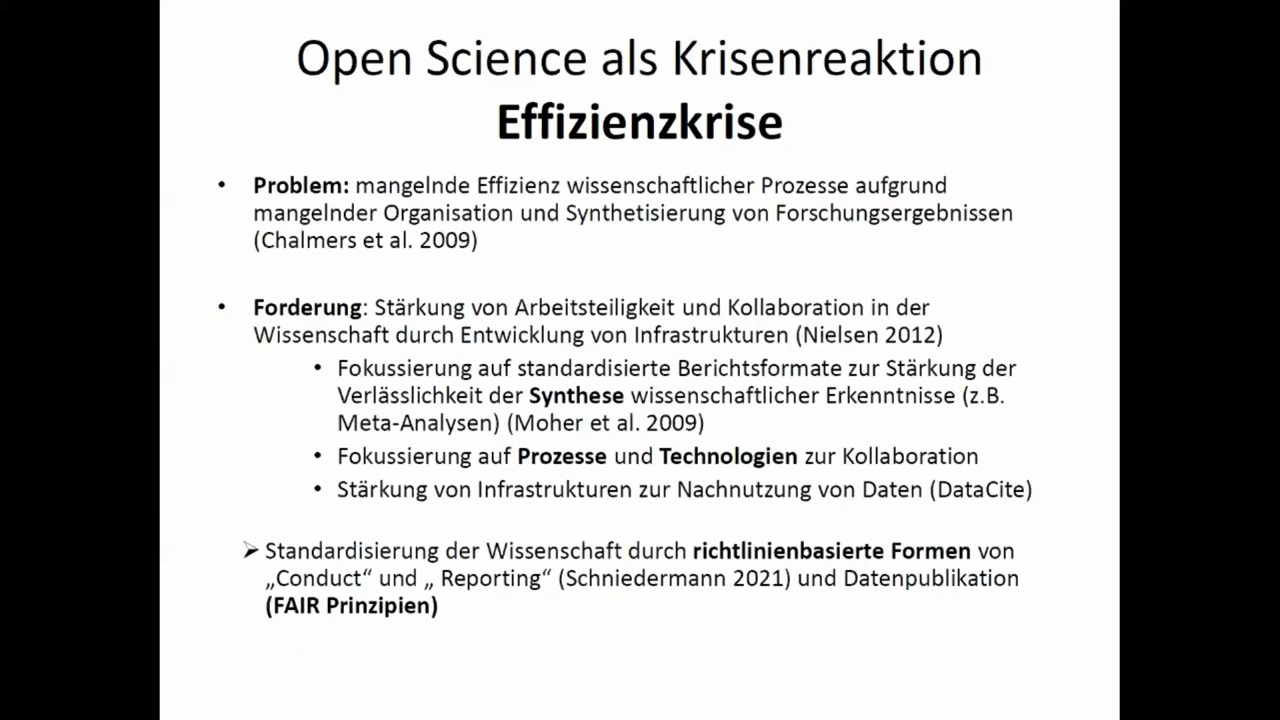 Open Science als Krisenreaktion
Effizienzkrise
• Problem: mangelnde Effizienz wissenschaftlicher Prozesse aufgrund
mangelnder Organisation und Synthetisierung von Forschungsergebnissen
(Chalmers et al. 2009)
• Forderung: Stärkung von Arbeitsteiligkeit und Kollaboration in der
Wissenschaft durch Entwicklung von Infrastrukturen (Nielsen 2012)
• Fokussierung auf standardisierte Berichtsformate zur Stärkung der
Verlässlichkeit der Synthese wissenschaftlicher Erkenntnisse (z.B.
Meta-Analysen) (Moher et al. 2009)
• Fokussierung auf Prozesse und Technologien zur Kollaboration
• Stärkung von Infrastrukturen zur Nachnutzung von Daten (DataCite)
➢ Standardisierung der Wissenschaft durch richtlinienbasierte Formen von
„Conduct“ und „ Reporting“ (Schniedermann 2021) und Datenpublikation
(FAIR Prinzipien)